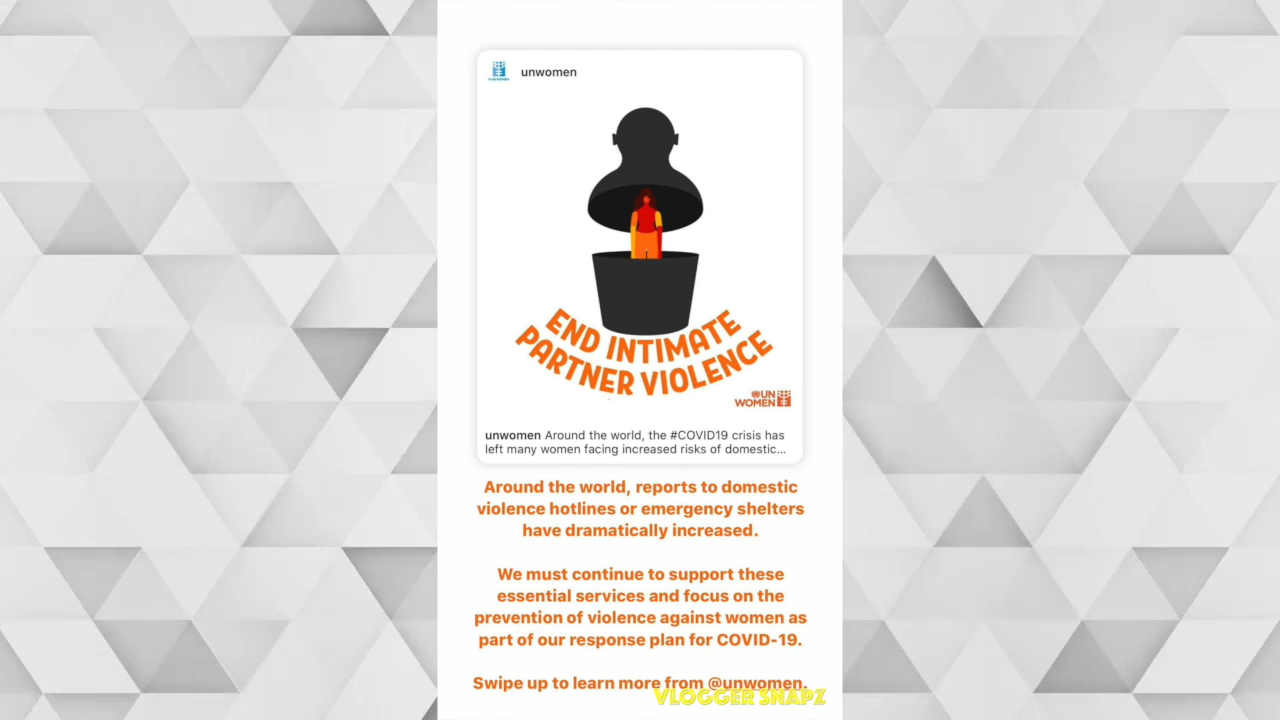 unwomen
END INTIMATE
PARTNER VIOLENCE
UN
WOMEN
unwomen Around the world, the #COVID19 crisis has
left many women facing increased risks of domestic...
Around the world, reports to domestic
violence hotlines or emergency shelters
have dramatically increased.
We must continue to support these
essential services and focus on the
prevention of violence against women as
part of our response plan for COVID-19.
Swipe up to learn more from @unwomen.
VLOGGER SNAPZ